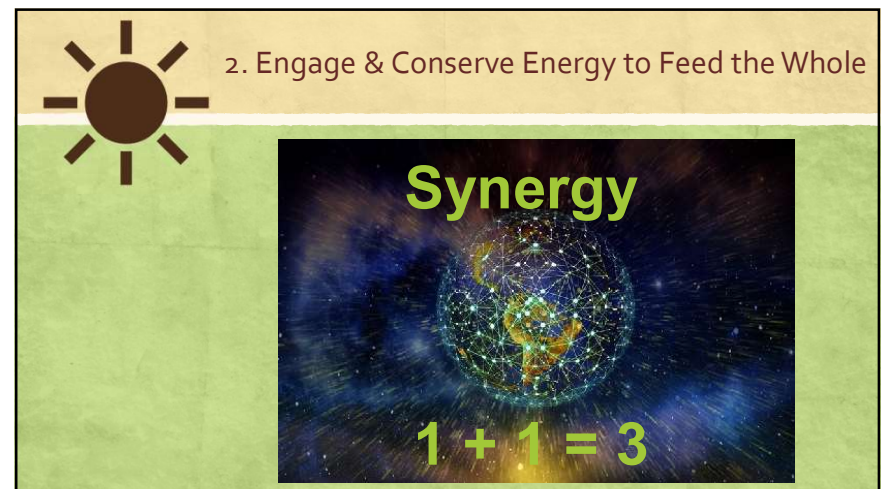 2. Engage & Conserve Energy to Feed the Whole
Synergy
1 + 1 = 3